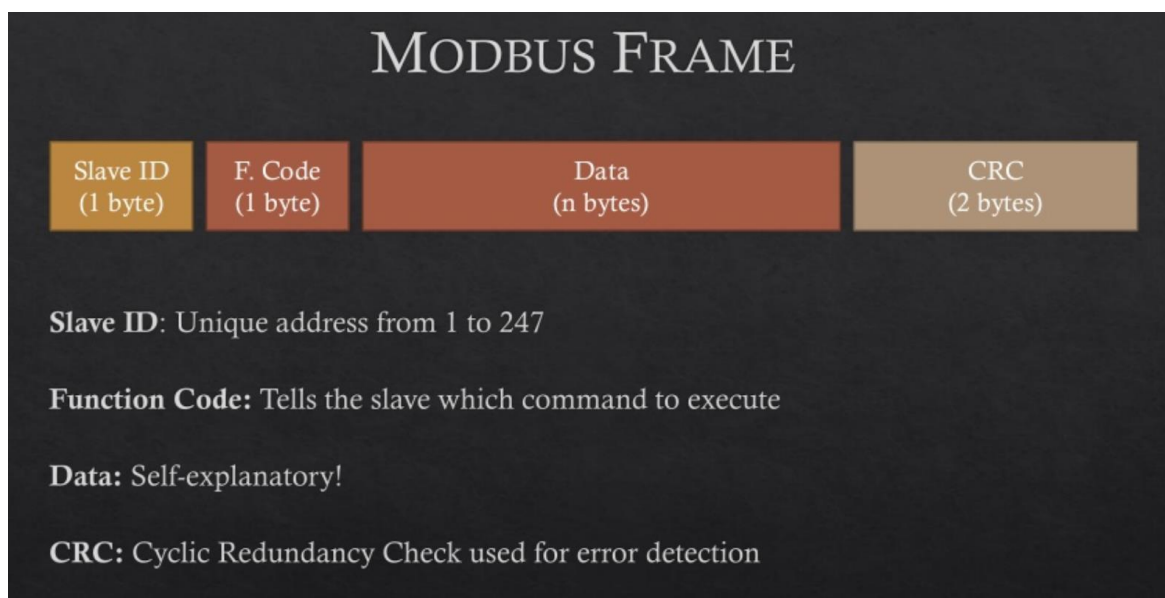 MODBUS FRAME
Slave ID
(1 byte)
F. Code
(1 byte)
Data
(n bytes)
CRC
(2 bytes)
Slave ID: Unique address from 1 to 247
Function Code: Tells the slave which command to execute
Data: Self-explanatory!
CRC: Cyclic Redundancy Check used for error detection